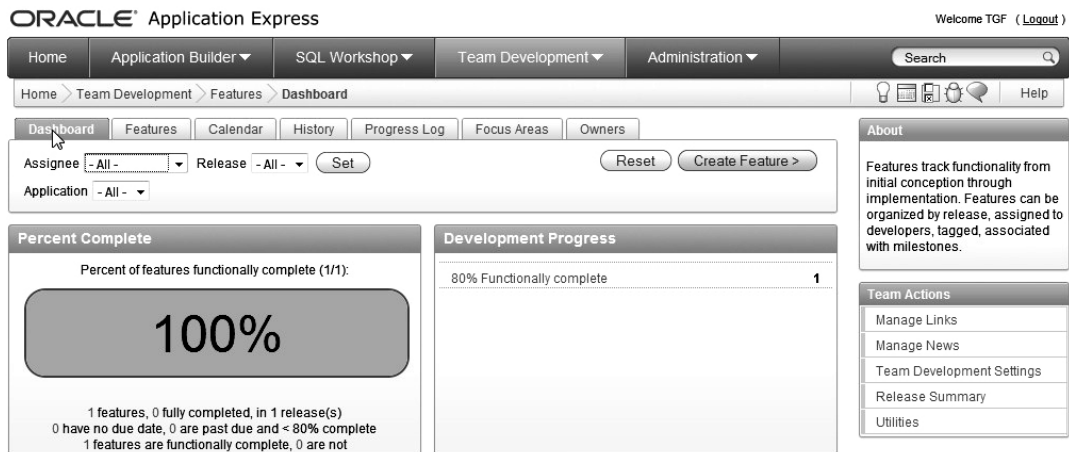 ORACLE® Application Express
Welcome TGF ( Logout )
Home Application Builder SQL Workshop Team Development Administration Search
Home Team Development Features Dashboard Help
Dashboard Features Calendar History Progress Log Focus Areas Owners
Assignee - All - Release - All - Set Reset Create Feature >
Application - All -
Percent Complete
Percent of features functionally complete (1/1):
100%
1 features, 0 fully completed, in 1 release(s)
0 have no due date, 0 are past due and < 80% complete
1 features are functionally complete, 0 are not
Development Progress
80% Functionally complete 1
About
Features track functionality from
initial conception through
implementation. Features can be
organized by release, assigned to
developers, tagged, associated
with milestones.
Team Actions
Manage Links
Manage News
Team Development Settings
Release Summary
Utilities